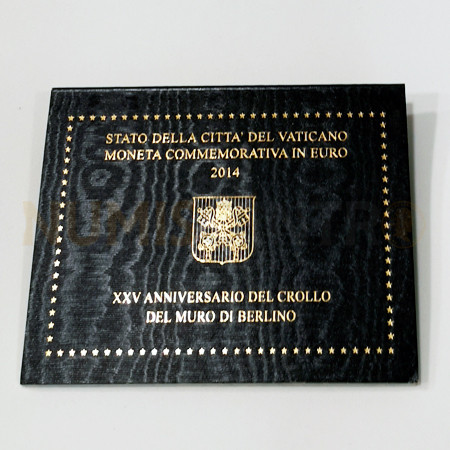 STATO DELLA CITTA' DEL VATICANO
MONETA COMMEMORATIVA IN EURO
2014
XXV ANNIVERSARIO DEL CROLLO
DEL MURO DI BERLINO